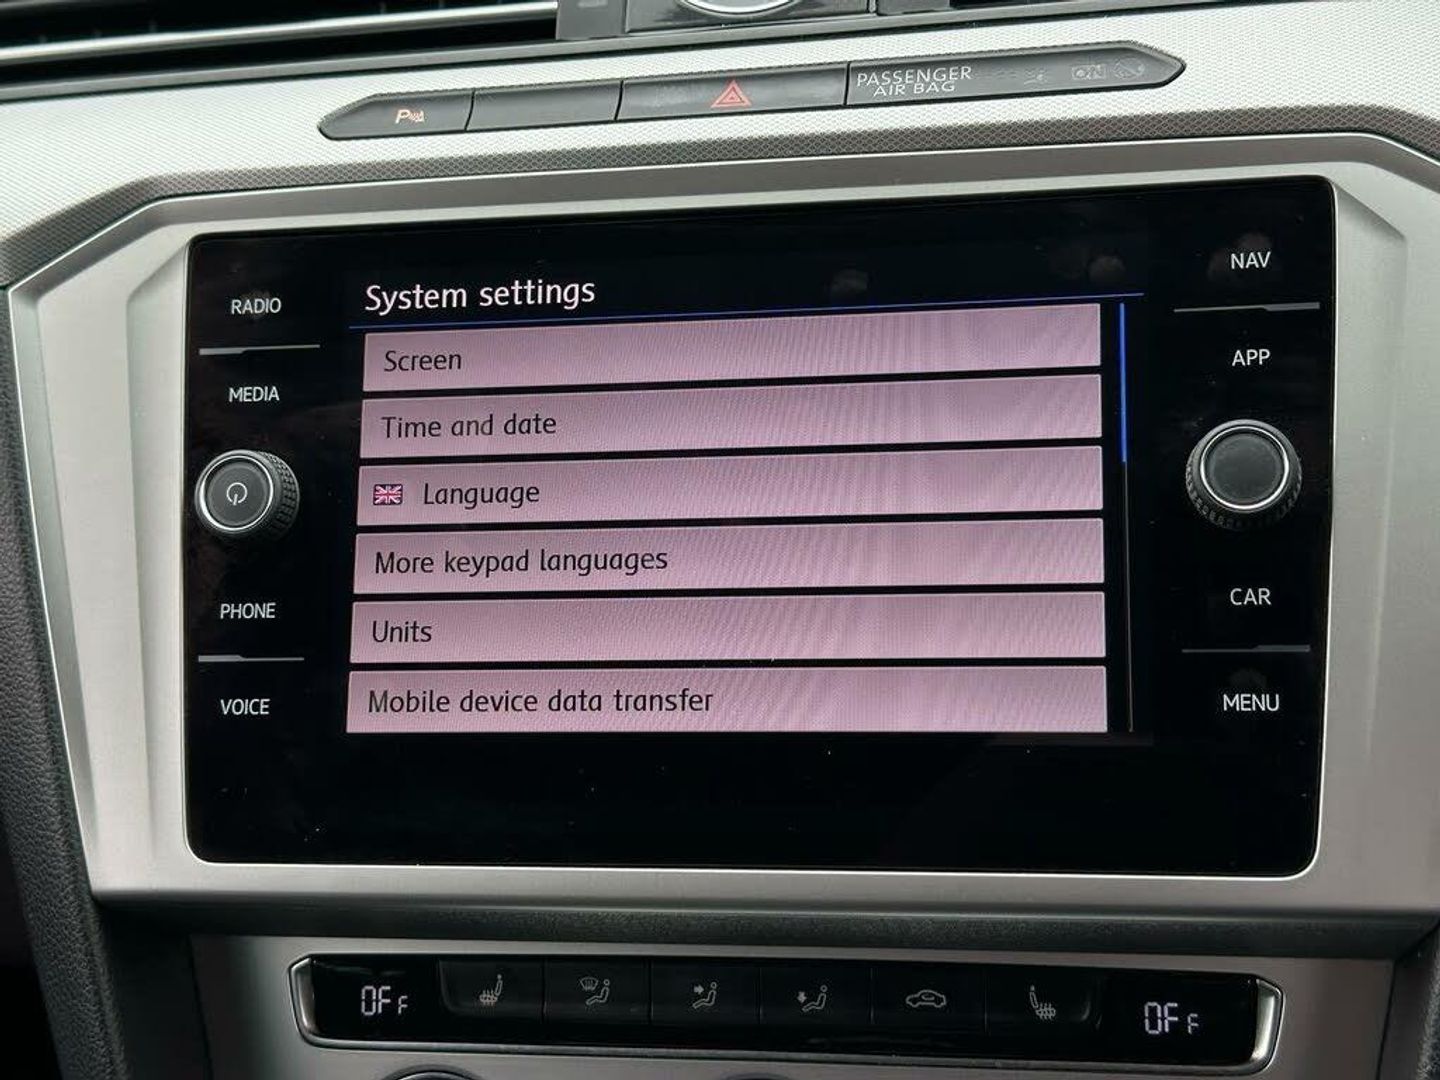 P
PASSENGER
AIR BAG
ON
RADIO
MEDIA
PHONE
VOICE
System settings
Screen
Time and date
Language
More keypad languages
Units
Mobile device data transfer
NAV
APP
CAR
MENU
OFF
OFF